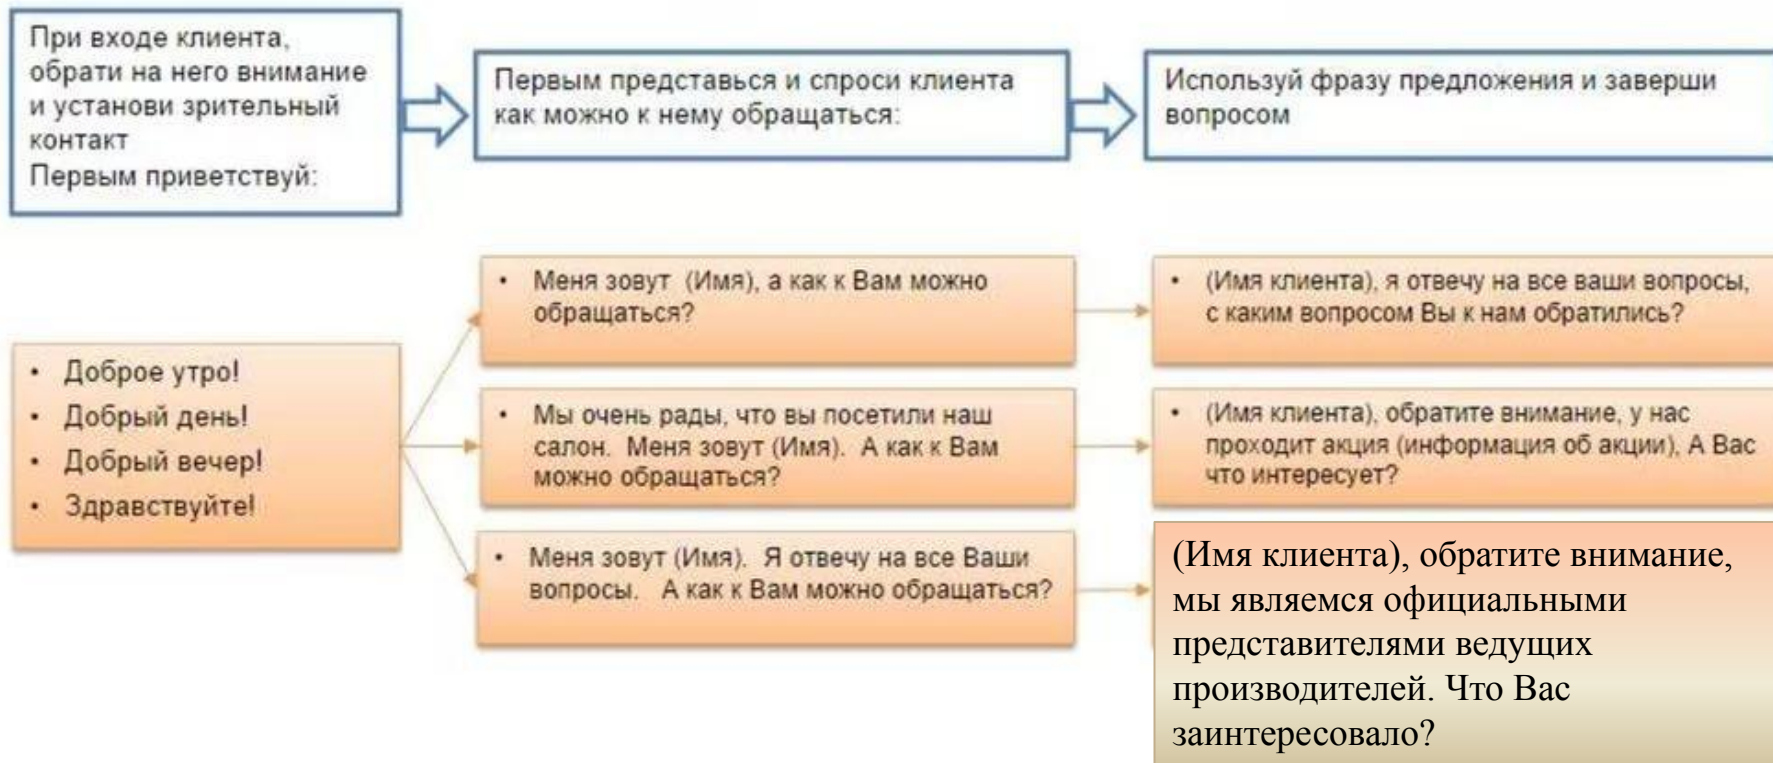 При входе клиента,
обрати на него внимание
и установи зрительный
контакт
Первым приветствуй:
Первым представься и спроси клиента
как можно к нему обращаться:
Используй фразу предложения и заверши
вопросом
• Доброе утро!
• Добрый день!
• Добрый вечер!
• Здравствуйте!
• Меня зовут (Имя), а как к Вам можно
обращаться?
• Мы очень рады, что вы посетили наш
салон. Меня зовут (Имя). А как к Вам
можно обращаться?
• Меня зовут (Имя). Я отвечу на все Ваши
вопросы. А как к Вам можно обращаться?
• (Имя клиента), я отвечу на все ваши вопросы,
с каким вопросом Вы к нам обратились?
• (Имя клиента), обратите внимание, у нас
проходит акция (информация об акции), А Вас
что интересует?
(Имя клиента), обратите внимание,
мы являемся официальными
представителями ведущих
производителей. Что Вас
заинтересовало?